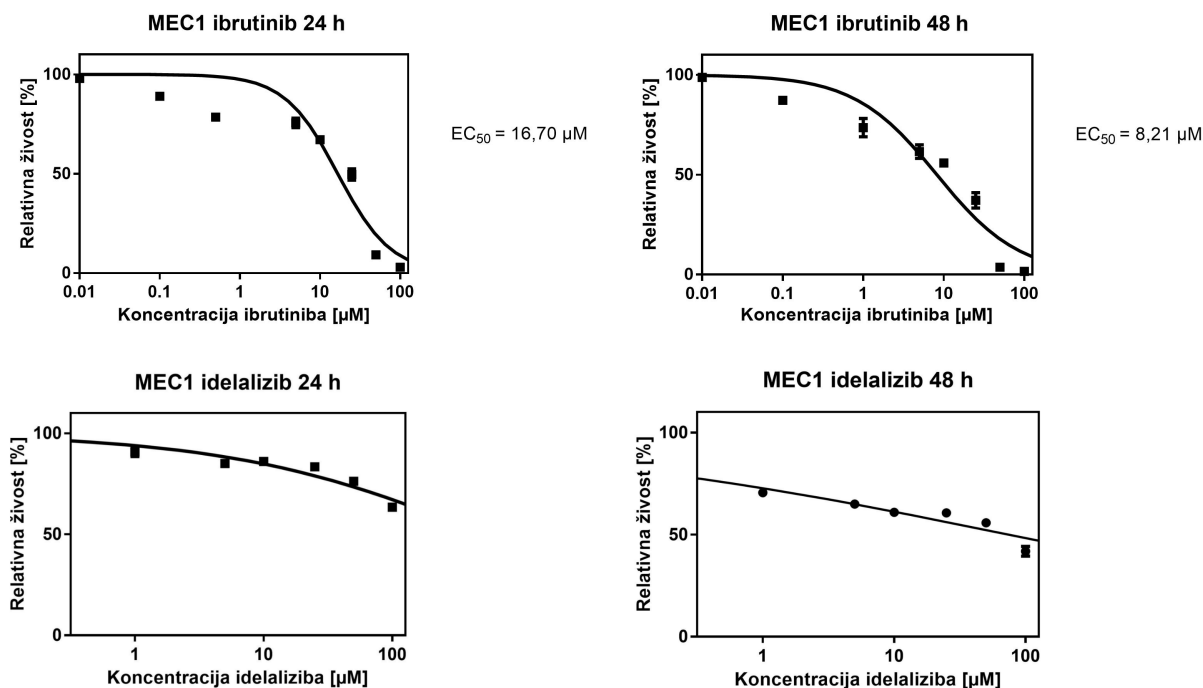 MEC1 ibrutinib 24 h
Relativna živost [%]
100
50
0
0.01 0.1 1 10 100
Koncentracija ibrutiniba [µM]
EC50 = 16,70 µM
MEC1 ibrutinib 48 h
Relativna živost [%]
100
50
0
0.01 0.1 1 10 100
Koncentracija ibrutiniba [µM]
EC50 = 8,21 µM
MEC1 idelalizib 24 h
Relativna živost [%]
100
50
0
1 10 100
Koncentracija idelaliziba [µM]
MEC1 idelalizib 48 h
Relativna živost [%]
100
50
0
1 10 100
Koncentracija idelaliziba [µM]